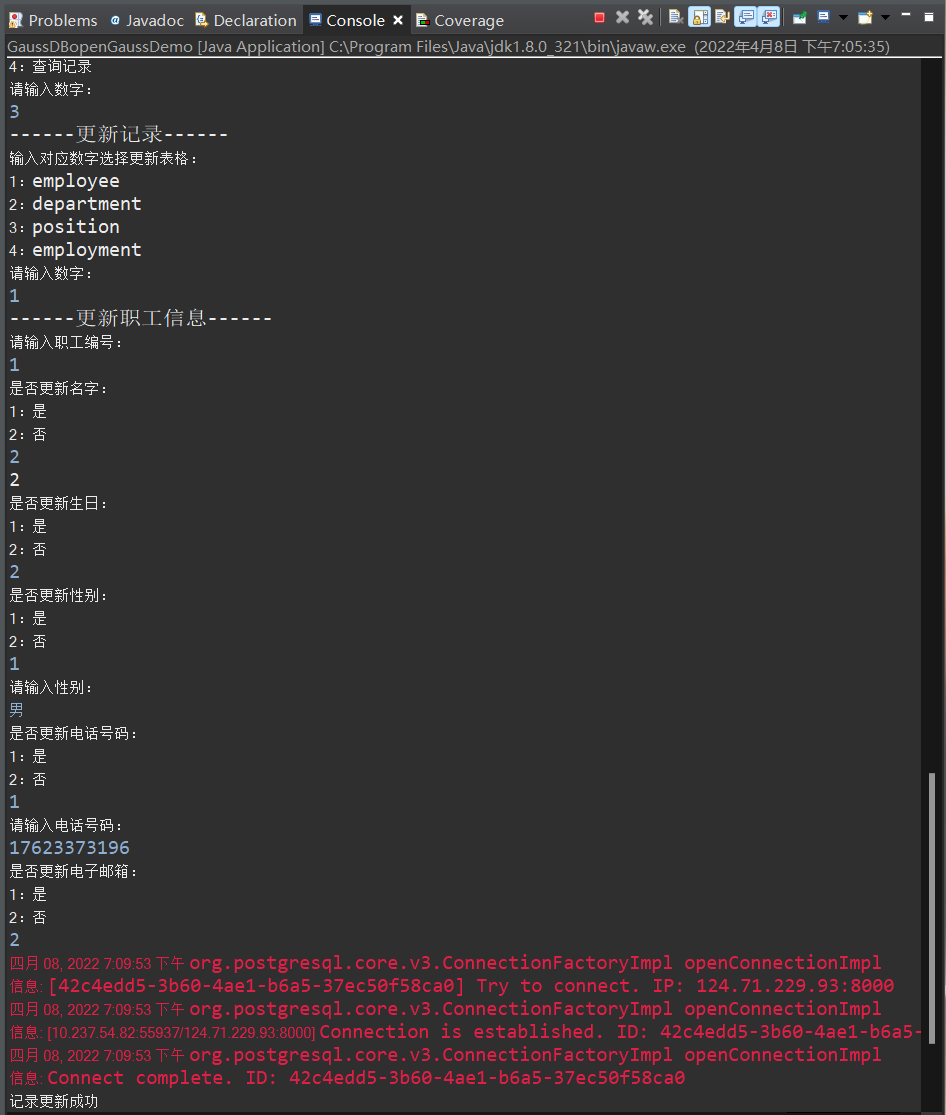 Problems @ Javadoc Declaration Console Coverage
GaussDBopenGaussDemo [Java Application] C:\Program Files\Java\jdk1.8.0_321\bin\javaw.exe (2022年4月8日 下午7:05:35)
4：查询记录
请输入数字：
3
------更新记录------
输入对应数字选择更新表格：
1：employee
2：department
3：position
4：employment
请输入数字：
1
------更新职工信息------
请输入职工编号：
1
是否更新名字：
1：是
2：否
2
2
是否更新生日：
1：是
2：否
2
是否更新性别：
1：是
2：否
1
请输入性别：
男
是否更新电话号码：
1：是
2：否
1
请输入电话号码：
17623373196
是否更新电子邮箱：
1：是
2：否
2
四月 08, 2022 7:09:53 下午 org.postgresql.core.v3.ConnectionFactoryImpl openConnectionImpl
信息: [42c4edd5-3b60-4ae1-b6a5-37ec50f58ca0] Try to connect. IP: 124.71.229.93:8000
四月 08, 2022 7:09:53 下午 org.postgresql.core.v3.ConnectionFactoryImpl openConnectionImpl
信息: [10.237.54.82:55937/124.71.229.93:8000] Connection is established. ID: 42c4edd5-3b60-4ae1-b6a5-
四月 08, 2022 7:09:53 下午 org.postgresql.core.v3.ConnectionFactoryImpl openConnectionImpl
信息: Connect complete. ID: 42c4edd5-3b60-4ae1-b6a5-37ec50f58ca0
记录更新成功